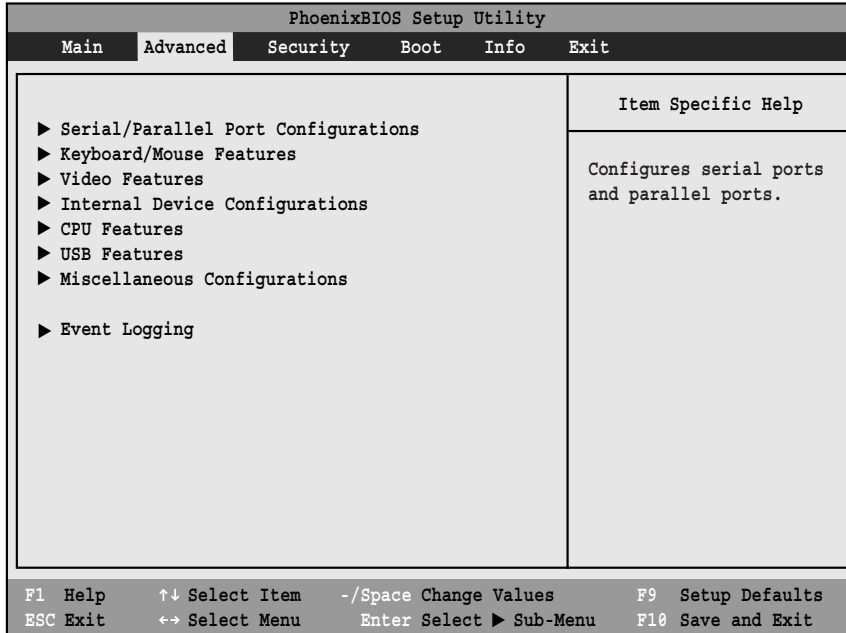 PhoenixBIOS Setup Utility
Main Advanced Security Boot Info Exit
▶ Serial/Parallel Port Configurations
▶ Keyboard/Mouse Features
▶ Video Features
▶ Internal Device Configurations
▶ CPU Features
▶ USB Features
▶ Miscellaneous Configurations
▶ Event Logging
Item Specific Help
Configures serial ports
and parallel ports.
F1 Help ↑↓ Select Item -/Space Change Values F9 Setup Defaults
ESC Exit ←→ Select Menu Enter Select ▶ Sub-Menu F10 Save and Exit